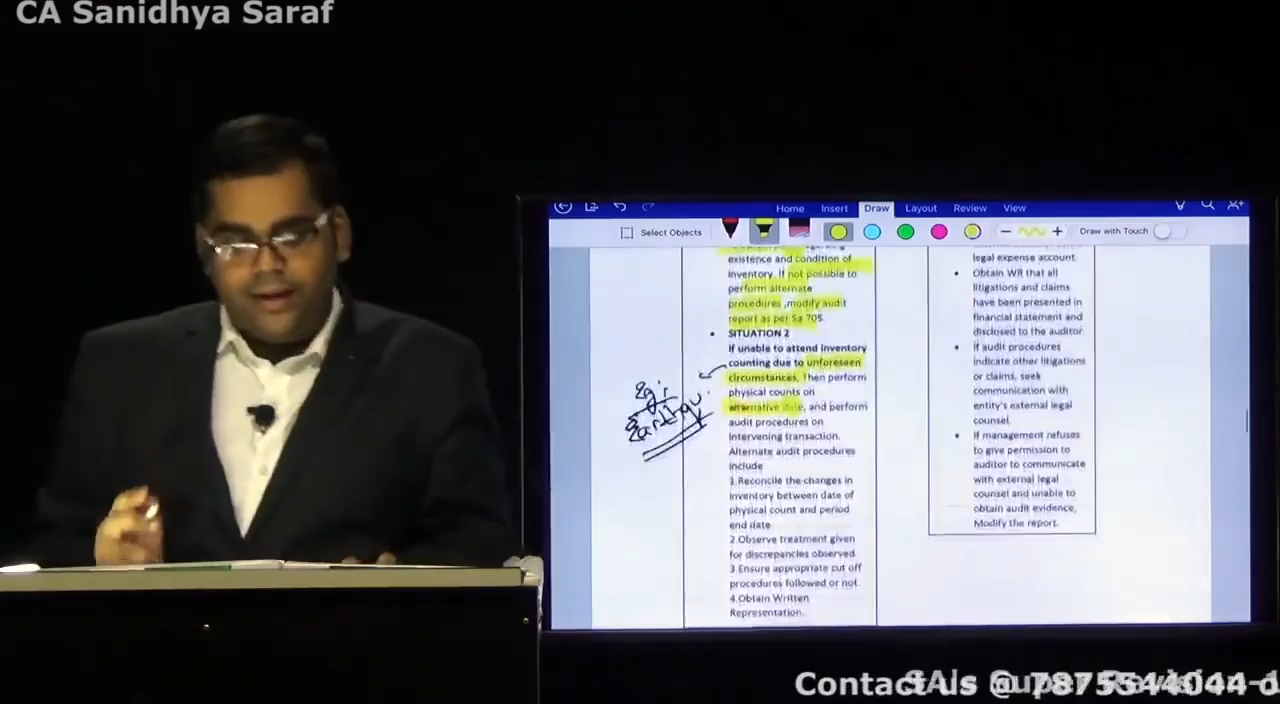 CA Sanidhya Saraf
Home Insert Draw Layout Review View
Select Objects
Draw with Touch
existence and condition of
inventory. If not possible to
perform alternate
procedures ,modify audit
report as per Sa 705.
SITUATION 2
If unable to attend inventory
counting due to unforeseen
circumstances, Then perform
physical counts on
alternative date, and perform
audit procedures on
intervening transaction.
Alternate audit procedures
include
1.Reconcile the changes in
inventory between date of
physical count and period
end date
2.Observe treatment given
for discrepancies observed.
3.Ensure appropriate cut off
procedures followed or not.
4.Obtain Written
Representation.
Eg:
legal expense account.
Obtain WR that all
litigations and claims
have been presented in
financial statement and
disclosed to the auditor
If audit procedures
indicate other litigations
or claims, seek
communication with
entity's external legal
counsel.
If management refuses
to give permission to
auditor to communicate
with external legal
counsel and unable to
obtain audit evidence,
Modify the report.
Contact us @ 7875544044